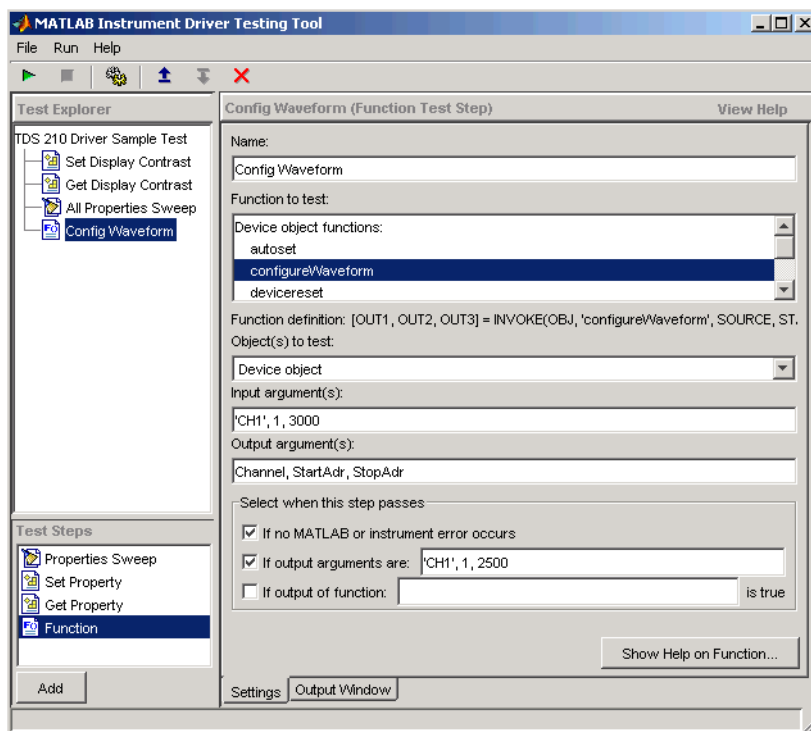 MATLAB Instrument Driver Testing Tool
File Run Help
Test Explorer
TDS 210 Driver Sample Test
Set Display Contrast
Get Display Contrast
All Properties Sweep
Config Waveform
Test Steps
Properties Sweep
Set Property
Get Property
Function
Add
Config Waveform (Function Test Step) View Help
Name:
Config Waveform
Function to test:
Device object functions:
autoset
configureWaveform
devicereset
Function definition: [OUT1, OUT2, OUT3] = INVOKE(OBJ, 'configureWaveform', SOURCE, ST.
Object(s) to test:
Device object
Input argument(s):
'CH1', 1, 3000
Output argument(s):
Channel, StartAdr, StopAdr
Select when this step passes
If no MATLAB or instrument error occurs
If output arguments are: 'CH1', 1, 2500
If output of function: is true
Show Help on Function...
Settings Output Window